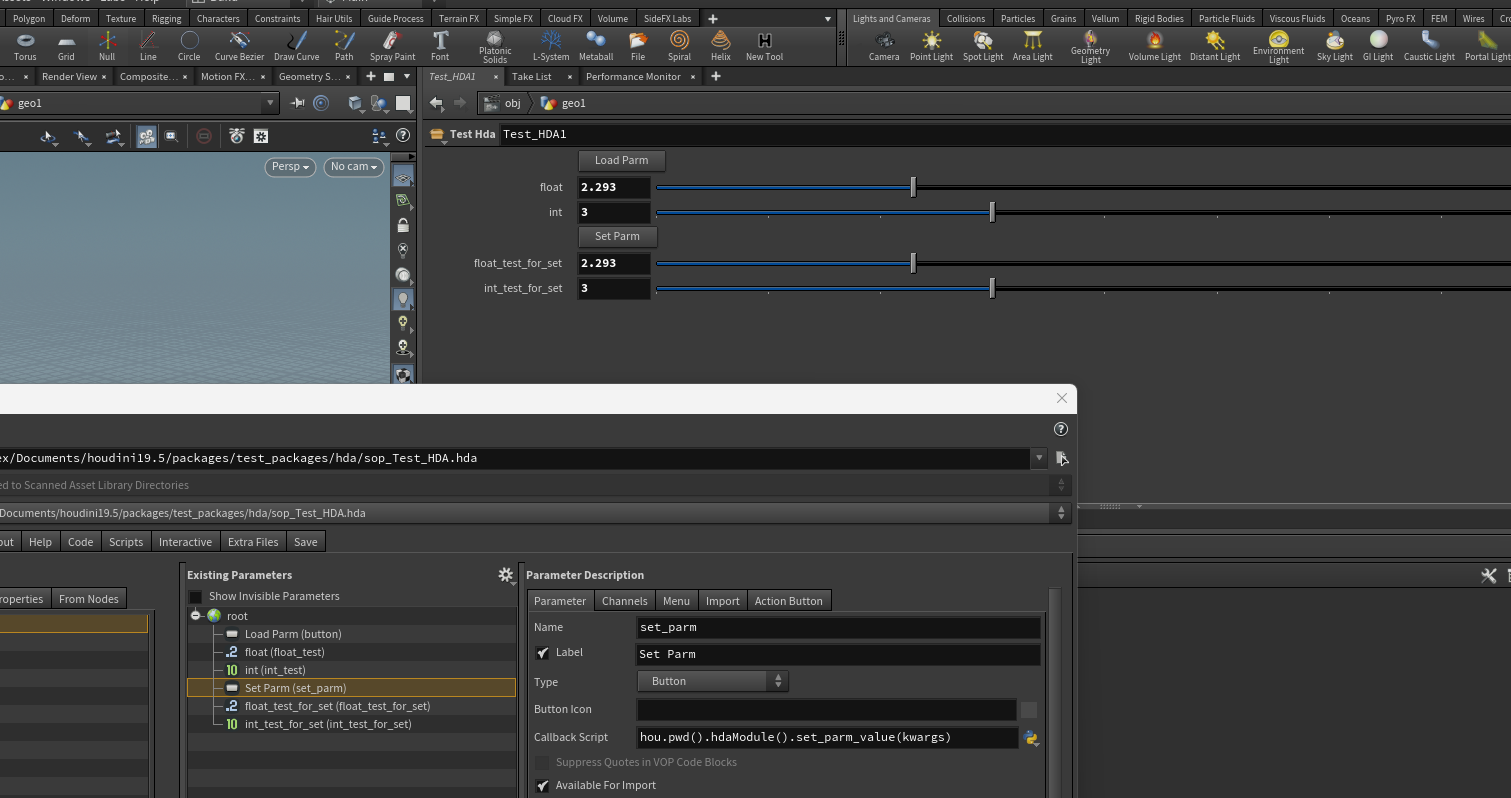 Polygon Deform Texture Rigging Characters Constraints Hair Utils Guide Process Terrain FX Simple FX Cloud FX Volume SideFX Labs
Lights and Cameras Collisions Particles Grains Vellum Rigid Bodies Particle Fluids Viscous Fluids Oceans Pyro FX FEM Wires
Torus Grid Null Line Circle Curve Bezier Draw Curve Path Spray Paint Font Platonic Solids L-System Metaball File Spiral Helix New Tool
Camera Point Light Spot Light Area Light Geometry Light Volume Light Distant Light Environment Light Sky Light GI Light Caustic Light Portal Light
Render View Composite... Motion FX... Geometry S...
Test_HDA1 Take List Performance Monitor
geo1
obj geo1
Test Hda Test_HDA1
Persp No cam
Load Parm
float 2.293
int 3
Set Parm
float_test_for_set 2.293
int_test_for_set 3
ex/Documents/houdini19.5/packages/test_packages/hda/sop_Test_HDA.hda
ed to Scanned Asset Library Directories
Documents/houdini19.5/packages/test_packages/hda/sop_Test_HDA.hda
out Help Code Scripts Interactive Extra Files Save
roperties From Nodes
Existing Parameters
Show Invisible Parameters
root
Load Parm (button)
.2 float (float_test)
10 int (int_test)
Set Parm (set_parm)
.2 float_test_for_set (float_test_for_set)
10 int_test_for_set (int_test_for_set)
Parameter Description
Parameter Channels Menu Import Action Button
Name set_parm
Label Set Parm
Type Button
Button Icon
Callback Script hou.pwd().hdaModule().set_parm_value(kwargs)
Suppress Quotes in VOP Code Blocks
Available For Import